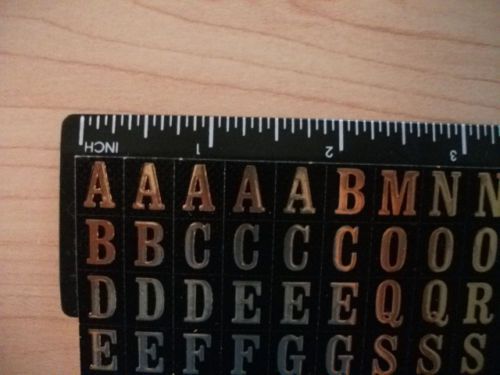 INCH 1 2 3
A A A A A B M N N
B B C C C C O O O
D D D E E E Q Q R
E E F F G G S S S